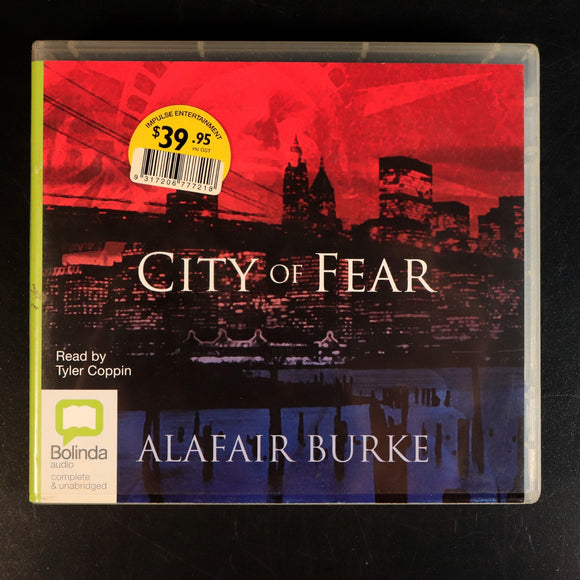 IMPULSE ENTERTAINMENT
$39.95
inc GST
9 317206 777218
CITY OF FEAR
Read by
Tyler Coppin
Bolinda
audio
complete
& unabridged
ALAFAIR BURKE